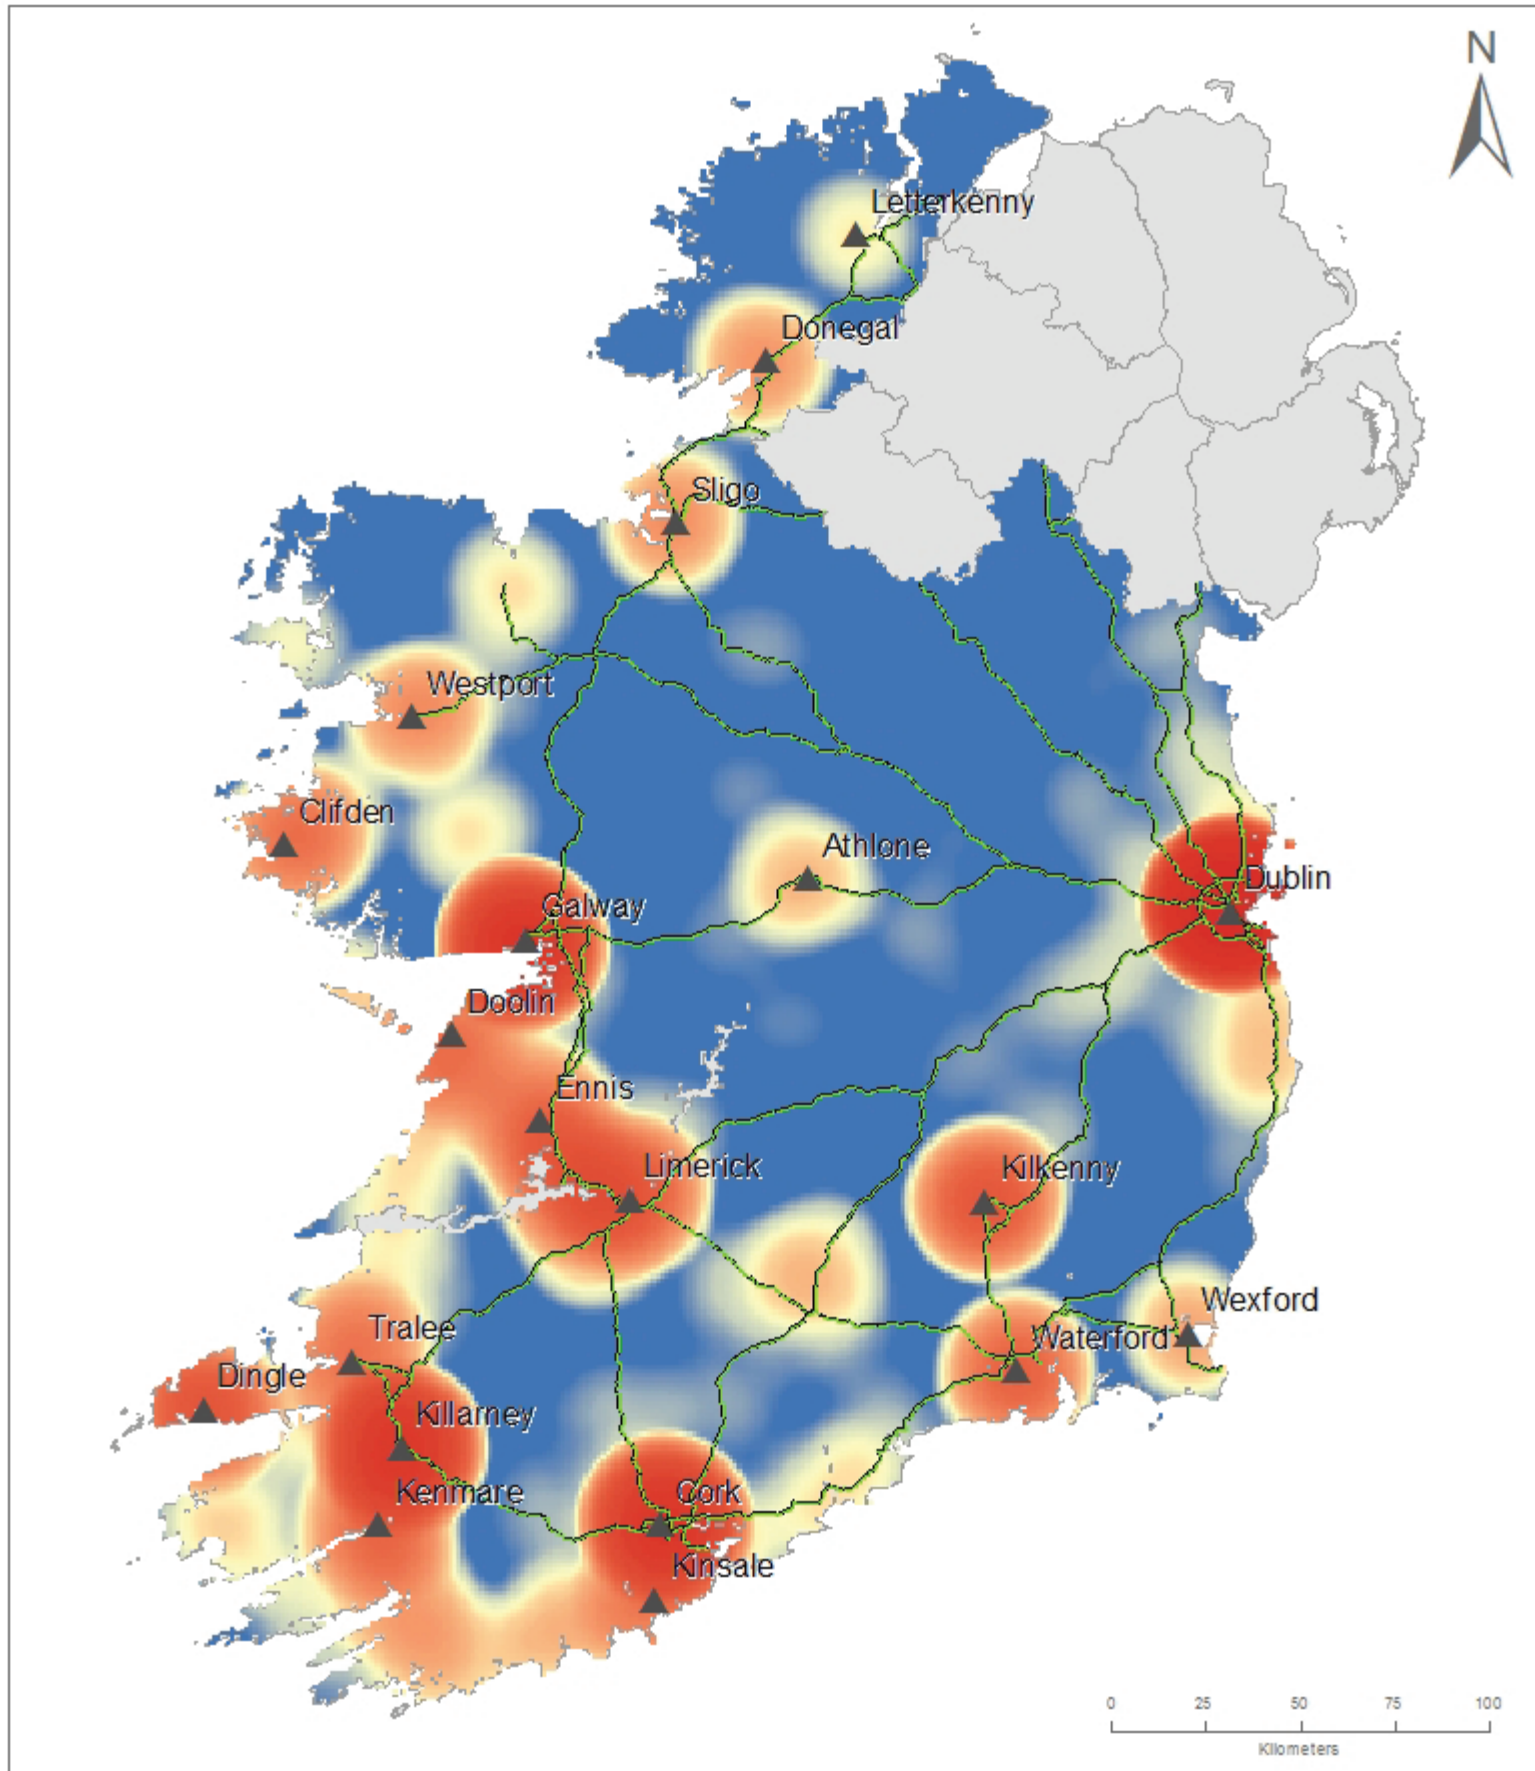 N
Letterkenny
Donegal
Sligo
Westport
Clifden
Athlone
Dublin
Galway
Doolin
Ennis
Limerick
Kilkenny
Wexford
Tralee
Waterford
Dingle
Killarney
Kenmare
Cork
Kinsale
0 25 50 75 100
Kilometers